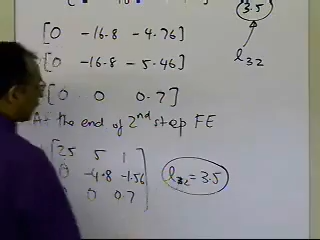 3.5
[0 -16.8 -4.76]
l32
[0 -16.8 -5.46]
[0 0 0.7]
At the end of 2nd step FE
[25 5 1
0 -4.8 -1.56
0 0.7]
l32=3.5